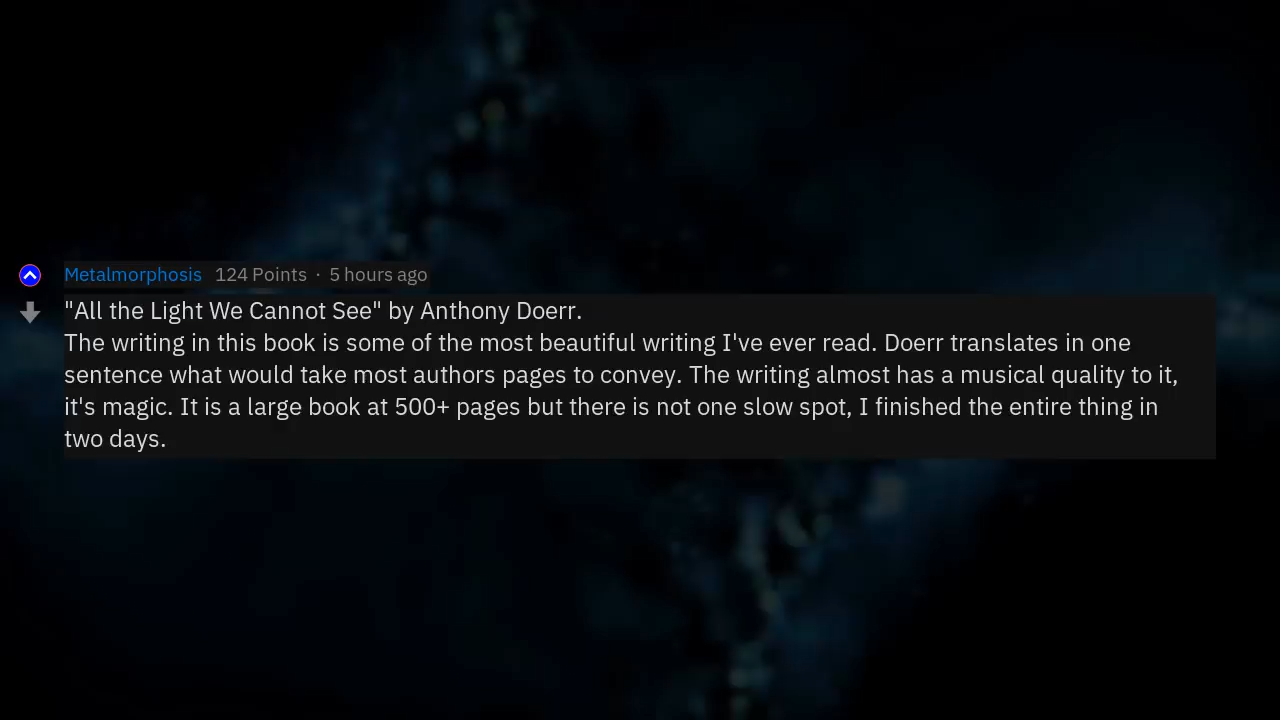 Metalmorphosis 124 Points · 5 hours ago
"All the Light We Cannot See" by Anthony Doerr.
The writing in this book is some of the most beautiful writing I've ever read. Doerr translates in one
sentence what would take most authors pages to convey. The writing almost has a musical quality to it,
it's magic. It is a large book at 500+ pages but there is not one slow spot, I finished the entire thing in
two days.